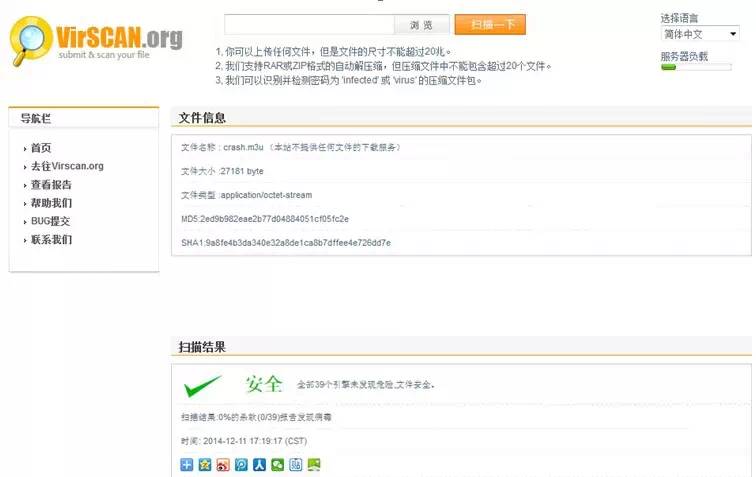 VirSCAN.org
submit & scan your file
浏 览
扫描一下
选择语言
简体中文
服务器负载
1, 你可以上传任何文件，但是文件的尺寸不能超过20兆。
2, 我们支持RAR或ZIP格式的自动解压缩，但压缩文件中不能包含超过20个文件。
3, 我们可以识别并检测密码为 'infected' 或 'virus' 的压缩文件包。
导航栏
首页
去往Virscan.org
查看报告
帮助我们
BUG提交
联系我们
文件信息
文件名称 : crash.m3u （本站不提供任何文件的下载服务）
文件大小 :27181 byte
文件类型 :application/octet-stream
MD5:2ed9b982eae2b77d04884051cf05fc2e
SHA1:9a8fe4b3da340e32a8de1ca8b7dffee4e726dd7e
扫描结果
安全
全部39个引擎未发现危险,文件安全。
扫描结果:0%的杀软(0/39)报告发现病毒
时间: 2014-12-11 17:19:17 (CST)